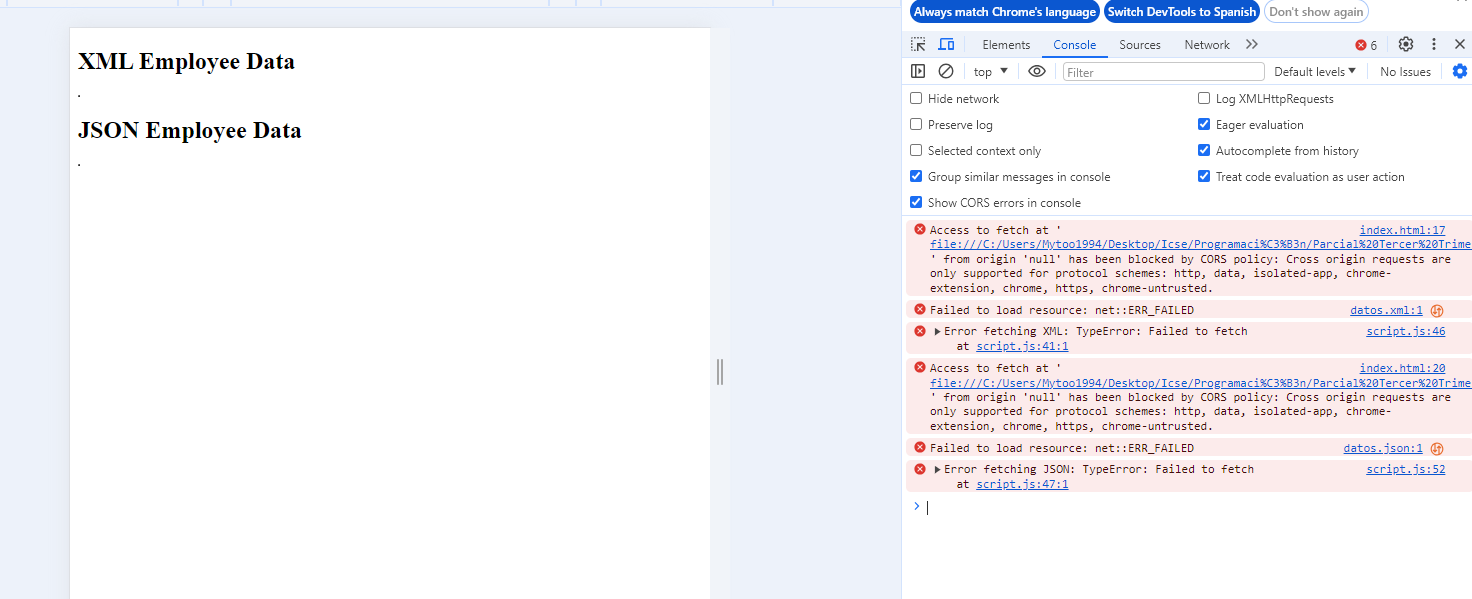 XML Employee Data
.
JSON Employee Data
.
Always match Chrome's language Switch DevTools to Spanish Don't show again
Elements Console Sources Network 6
top Filter Default levels No Issues
Hide network Log XMLHttpRequests
Preserve log Eager evaluation
Selected context only Autocomplete from history
Group similar messages in console Treat code evaluation as user action
Show CORS errors in console
Access to fetch at ' index.html:17
file:///C:/Users/Mytoo1994/Desktop/Icse/Programaci%C3%B3n/Parcial%20Tercer%20Trime
' from origin 'null' has been blocked by CORS policy: Cross origin requests are
only supported for protocol schemes: http, data, isolated-app, chrome-
extension, chrome, https, chrome-untrusted.
Failed to load resource: net::ERR_FAILED datos.xml:1
Error fetching XML: TypeError: Failed to fetch script.js:46
at script.js:41:1
Access to fetch at ' index.html:20
file:///C:/Users/Mytoo1994/Desktop/Icse/Programaci%C3%B3n/Parcial%20Tercer%20Trime
' from origin 'null' has been blocked by CORS policy: Cross origin requests are
only supported for protocol schemes: http, data, isolated-app, chrome-
extension, chrome, https, chrome-untrusted.
Failed to load resource: net::ERR_FAILED datos.json:1
Error fetching JSON: TypeError: Failed to fetch script.js:52
at script.js:47:1